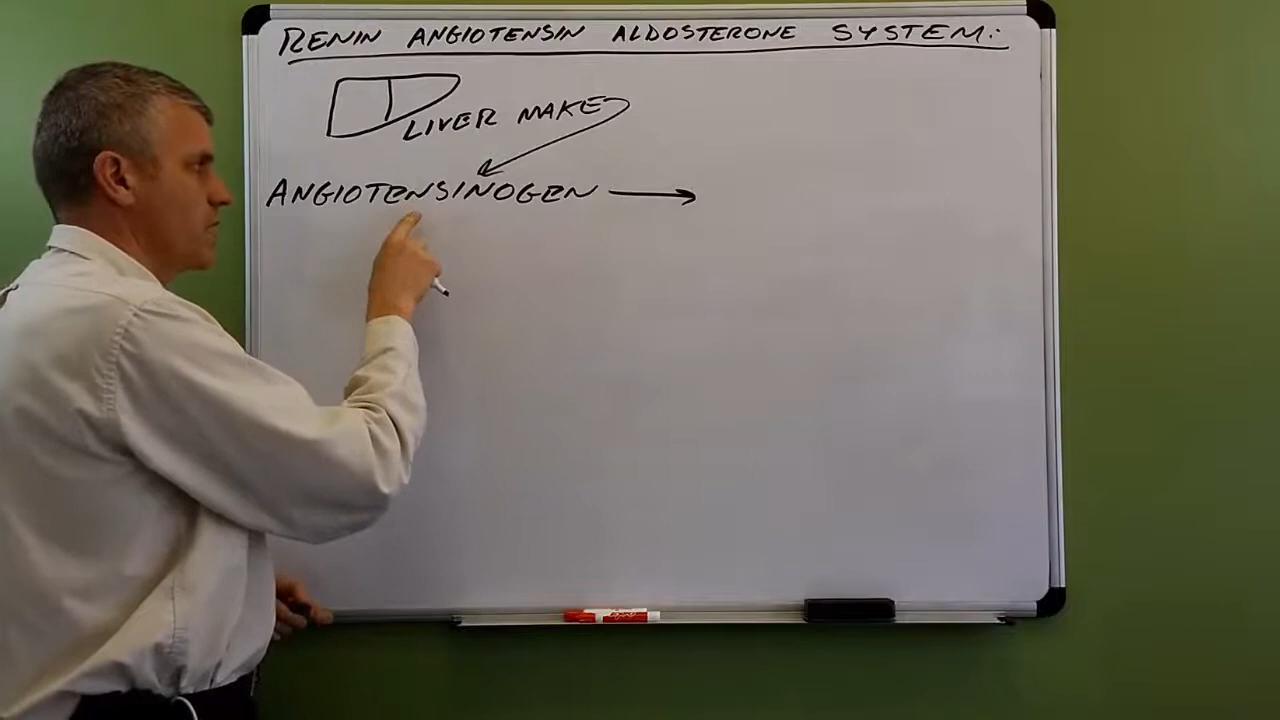 RENIN ANGIOTENSIN ALDOSTERONE SYSTEM:
LIVER MAKES
ANGIOTENSINOGEN →